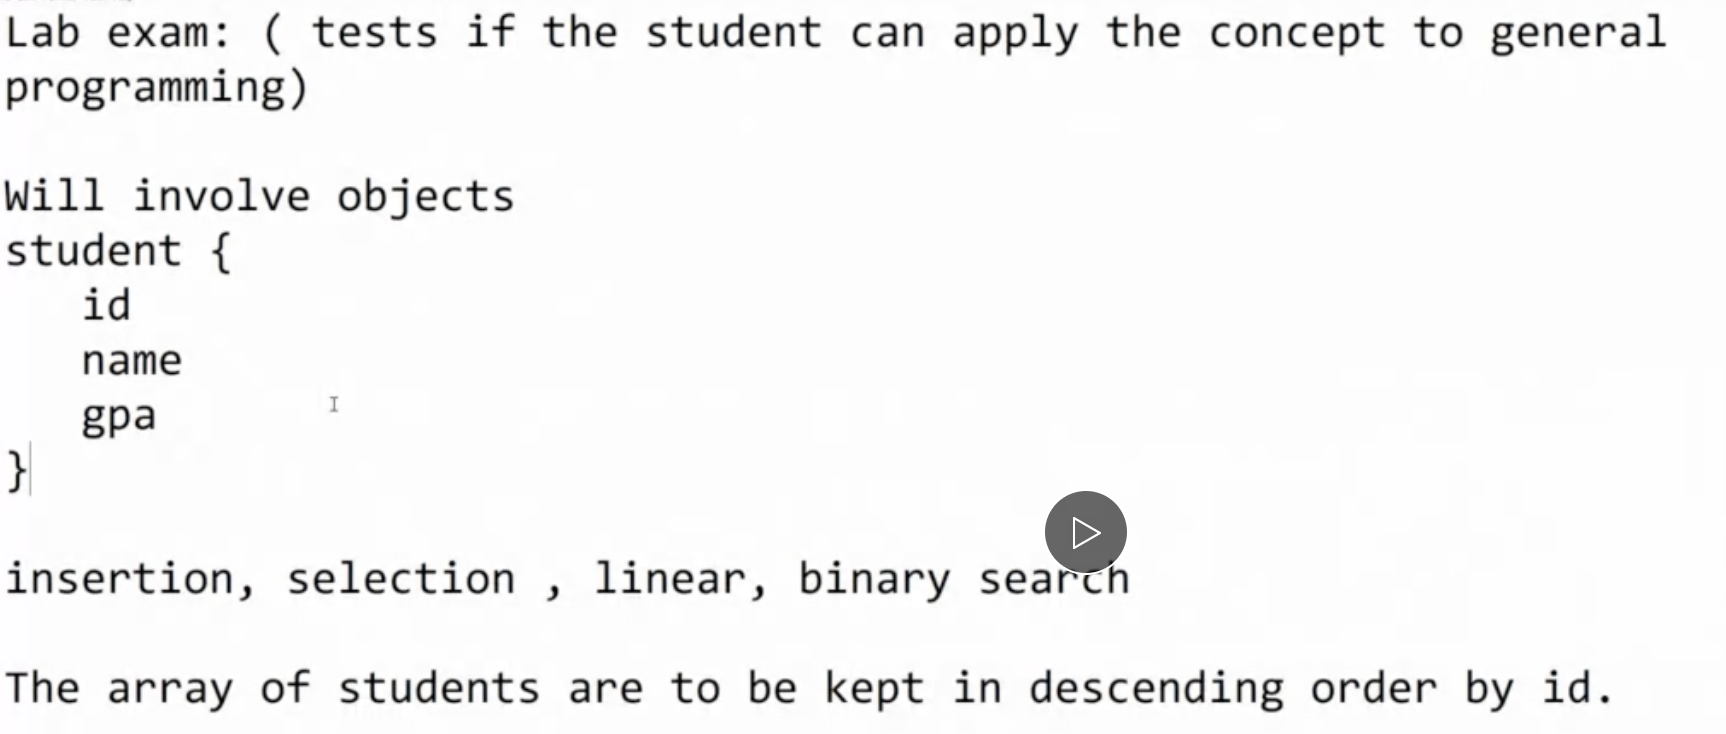 Lab exam: ( tests if the student can apply the concept to general
programming)
Will involve objects
student {
id
name
gpa
}
insertion, selection , linear, binary search
The array of students are to be kept in descending order by id.